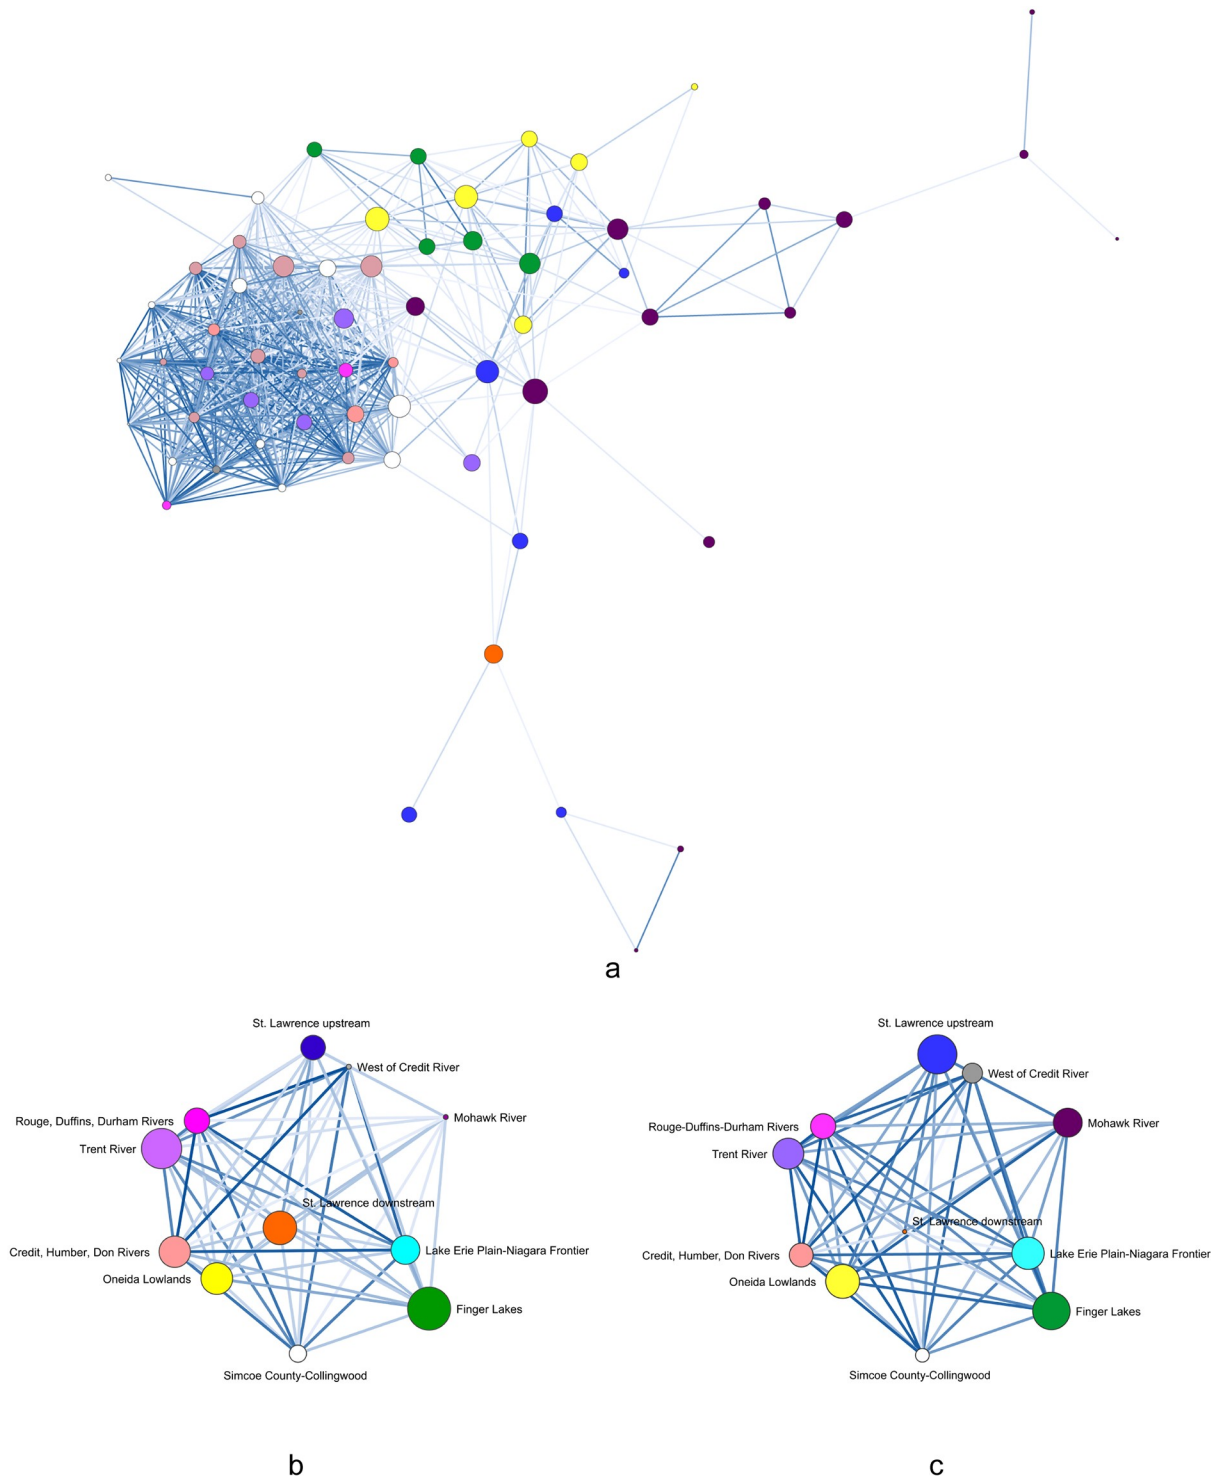 a
St. Lawrence upstream
West of Credit River
Mohawk River
Rouge, Duffins, Durham Rivers
Trent River
St. Lawrence downstream
Credit, Humber, Don Rivers
Lake Erie Plain-Niagara Frontier
Oneida Lowlands
Finger Lakes
Simcoe County-Collingwood
b
St. Lawrence upstream
West of Credit River
Mohawk River
Rouge-Duffins-Durham Rivers
Trent River
St. Lawrence downstream
Credit, Humber, Don Rivers
Lake Erie Plain-Niagara Frontier
Oneida Lowlands
Finger Lakes
Simcoe County-Collingwood
c